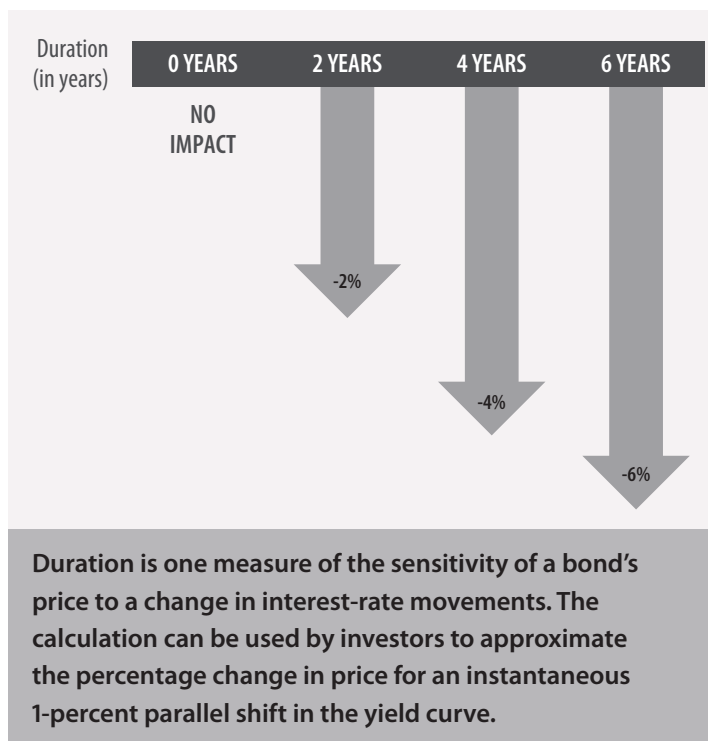 Duration
(in years)
0 YEARS 2 YEARS 4 YEARS 6 YEARS
NO
IMPACT
-2%
-4%
-6%
Duration is one measure of the sensitivity of a bond’s
price to a change in interest-rate movements. The
calculation can be used by investors to approximate
the percentage change in price for an instantaneous
1-percent parallel shift in the yield curve.